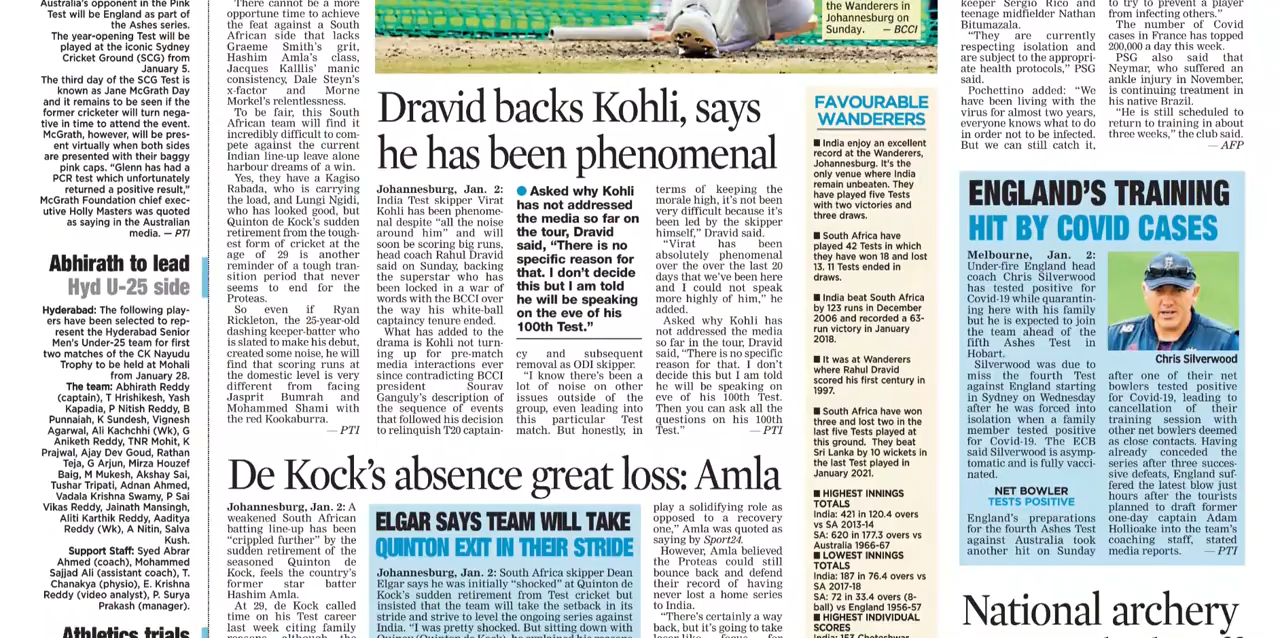 Australia's opponent in the Pink
Test will be England as part of
the Ashes series.
The year-opening Test will be
played at the iconic Sydney
Cricket Ground (SCG) from
January 5.
The third day of the SCG Test is
known as Jane McGrath Day
and it remains to be seen if the
former cricketer will turn nega-
tive in time to attend the event.
McGrath, however, will be pres-
ent virtually when both sides
are presented with their baggy
pink caps. "Glenn has had a
PCR test which unfortunately
returned a positive result,"
McGrath Foundation chief exec-
utive Holly Masters was quoted
as saying in the Australian
media. — PTI
Abhirath to lead
Hyd U-25 side
Hyderabad: The following play-
ers have been selected to rep-
resent the Hyderabad Senior
Men's Under-25 team for first
two matches of the CK Nayudu
Trophy to be held at Mohali
from January 28.
The team: Abhirath Reddy
(captain), T Hrishikesh, Yash
Kapadia, P Nitish Reddy, B
Punnaiah, K Sundesh, Vignesh
Agarwal, Ali Kachchhi (Wk), G
Aniketh Reddy, TNR Mohit, K
Prajwal, Ajay Dev Goud, Rathan
Teja, G Arjun, Mirza Houzef
Baig, M Mukesh, Akshay Sai,
Tushar Tripati, Adnan Ahmed,
Vadala Krishna Swamy, P Sai
Vikas Reddy, Jainath Mansingh,
Aliti Karthik Reddy, Aaditya
Reddy (Wk), A Nitin, Salva
Kush.
Support Staff: Syed Abrar
Ahmed (coach), Mohammed
Sajjad Ali (assistant coach), T.
Chanakya (physio), E. Krishna
Reddy (video analyst), P. Surya
Prakash (manager).
Athletics trials
There cannot be a more
opportune time to achieve
the feat against a South
African side that lacks
Graeme Smith's grit,
Hashim Amla's class,
Jacques Kalllis' manic
consistency, Dale Steyn's
x-factor and Morne
Morkel's relentlessness.
To be fair, this South
African team will find it
incredibly difficult to com-
pete against the current
Indian line-up leave alone
harbour dreams of a win.
Yes, they have a Kagiso
Rabada, who is carrying
the load, and Lungi Ngidi,
who has looked good, but
Quinton de Kock's sudden
retirement from the tough-
est form of cricket at the
age of 29 is another
reminder of a tough tran-
sition period that never
seems to end for the
Proteas.
So even if Ryan
Rickleton, the 25-year-old
dashing keeper-batter who
is slated to make his debut,
created some noise, he will
find that scoring runs at
the domestic level is very
different from facing
Jasprit Bumrah and
Mohammed Shami with
the red Kookaburra.
— PTI
the Wanderers in
Johannesburg on
Sunday. — BCCI
Dravid backs Kohli, says
he has been phenomenal
Johannesburg, Jan. 2:
India Test skipper Virat
Kohli has been phenome-
nal despite "all the noise
around him" and will
soon be scoring big runs,
head coach Rahul Dravid
said on Sunday, backing
the superstar who has
been locked in a war of
words with the BCCI over
the way his white-ball
captaincy tenure ended.
What has added to the
drama is Kohli not turn-
ing up for pre-match
media interactions ever
since contradicting BCCI
president Sourav
Ganguly's description of
the sequence of events
that followed his decision
to relinquish T20 captain-
● Asked why Kohli
has not addressed
the media so far on
the tour, Dravid
said, "There is no
specific reason for
that. I don't decide
this but I am told
he will be speaking
on the eve of his
100th Test."
cy and subsequent
removal as ODI skipper.
"I know there's been a
lot of noise on other
issues outside of the
group, even leading into
this particular Test
match. But honestly, in
terms of keeping the
morale high, it's not been
very difficult because it's
been led by the skipper
himself," Dravid said.
"Virat has been
absolutely phenomenal
over the over the last 20
days that we've been here
and I could not speak
more highly of him," he
added.
Asked why Kohli has
not addressed the media
so far in the tour, Dravid
said, "There is no specific
reason for that. I don't
decide this but I am told
he will be speaking on
eve of his 100th Test.
Then you can ask all the
questions on his 100th
Test." — PTI
De Kock's absence great loss: Amla
Johannesburg, Jan. 2: A
weakened South African
batting line-up has been
"crippled further" by the
sudden retirement of the
seasoned Quinton de
Kock, feels the country's
former star batter
Hashim Amla.
At 29, de Kock called
time on his Test career
last week citing family
ELGAR SAYS TEAM WILL TAKE
QUINTON EXIT IN THEIR STRIDE
Johannesburg, Jan. 2: South Africa skipper Dean
Elgar says he was initially "shocked" at Quinton de
Kock's sudden retirement from Test cricket but
insisted that the team will take the setback in its
stride and strive to level the ongoing series against
India. "I was pretty shocked. But sitting down with
play a solidifying role as
opposed to a recovery
one," Amla was quoted as
saying by Sport24.
However, Amla believed
the Proteas could still
bounce back and defend
their record of having
never lost a home series
to India.
"There's certainly a way
back, but it's going to take
FAVOURABLE
WANDERERS
■ India enjoy an excellent
record at the Wanderers,
Johannesburg. It's the
only venue where India
remain unbeaten. They
have played five Tests
with two victories and
three draws.
■ South Africa have
played 42 Tests in which
they have won 18 and lost
13. 11 Tests ended in
draws.
■ India beat South Africa
by 123 runs in December
2006 and recorded a 63-
run victory in January
2018.
■ It was at Wanderers
where Rahul Dravid
scored his first century in
1997.
■ South Africa have won
three and lost two in the
last five Tests played at
this ground. They beat
Sri Lanka by 10 wickets in
the last Test played in
January 2021.
■ HIGHEST INNINGS
TOTALS
India: 421 in 120.4 overs
vs SA 2013-14
SA: 620 in 177.3 overs vs
Australia 1966-67
■ LOWEST INNINGS
TOTALS
India: 187 in 76.4 overs vs
SA 2017-18
SA: 72 in 33.4 overs (8-
ball) vs England 1956-57
■ HIGHEST INDIVIDUAL
SCORES
India: 153 Cheteshwar
keeper Sergio Rico and
teenage midfielder Nathan
Bitumazala.
"They are currently
respecting isolation and
are subject to the appropri-
ate health protocols," PSG
said.
Pochettino added: "We
have been living with the
virus for almost two years,
everyone knows what to do
in order not to be infected.
But we can still catch it,
to try to prevent a player
from infecting others."
The number of Covid
cases in France has topped
200,000 a day this week.
PSG also said that
Neymar, who suffered an
ankle injury in November,
is continuing treatment in
his native Brazil.
"He is still scheduled to
return to training in about
three weeks," the club said.
— AFP
ENGLAND'S TRAINING
HIT BY COVID CASES
Melbourne, Jan. 2:
Under-fire England head
coach Chris Silverwood
has tested positive for
Covid-19 while quarantin-
ing here with his family
but he is expected to join
the team ahead of the
fifth Ashes Test in
Hobart.
Silverwood was due to
miss the fourth Test
against England starting
in Sydney on Wednesday
after he was forced into
isolation when a family
member tested positive
for Covid-19. The ECB
said Silverwood is asymp-
tomatic and is fully vacci-
nated.
NET BOWLER
TESTS POSITIVE
England's preparations
for the fourth Ashes Test
against Australia took
another hit on Sunday
Chris Silverwood
after one of their net
bowlers tested positive
for Covid-19, leading to
cancellation of their
training session with
other net bowlers deemed
as close contacts. Having
already conceded the
series after three succes-
sive defeats, England suf-
fered the latest blow just
hours after the tourists
planned to draft former
one-day captain Adam
Hollioake into the team's
coaching staff, stated
media reports. — PTI
National archery